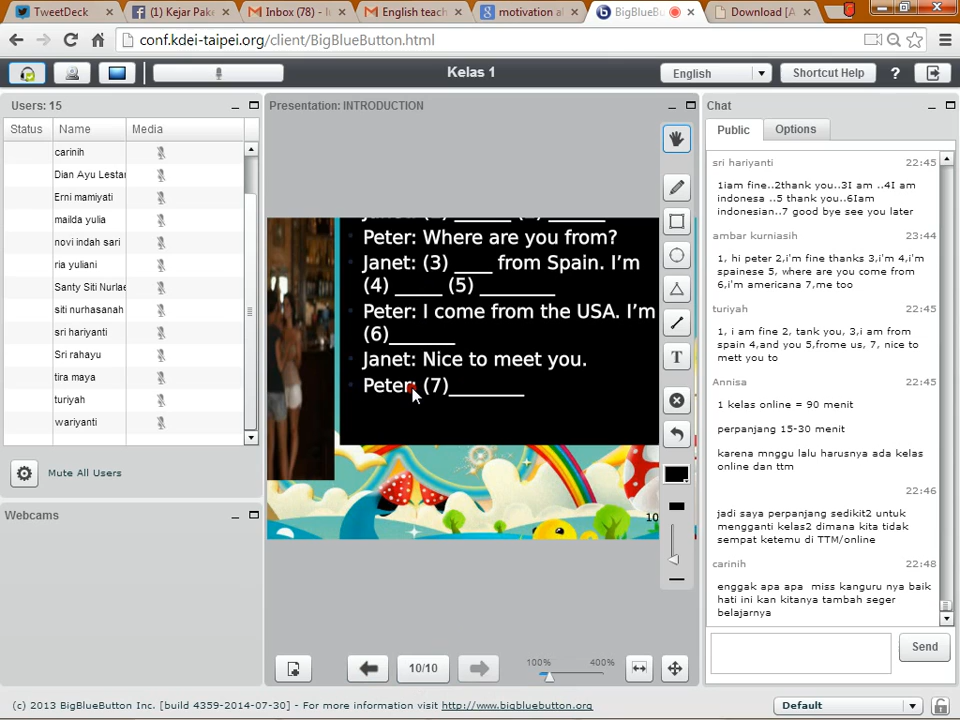 TweetDeck
(1) Kejar Pake
Inbox (78) - I
English teach
motivation al
BigBlueBu
Download [A
conf.kdei-taipei.org/client/BigBlueButton.html
Kelas 1
English
Shortcut Help
?
Users: 15
Status Name Media
carinih
Dian Ayu Lestar
Erni mamiyati
mailda yulia
novi indah sari
ria yuliani
Santy Siti Nurlae
siti nurhasanah
sri hariyanti
Sri rahayu
tira maya
turiyah
wariyanti
Mute All Users
Webcams
Presentation: INTRODUCTION
Peter: Where are you from?
Janet: (3) ____ from Spain. I'm
(4) _____ (5) ________
Peter: I come from the USA. I'm
(6)_______
Janet: Nice to meet you.
Peter: (7)________
10
T
10/10
100%
400%
Chat
Public
Options
sri hariyanti 22:45
1iam fine..2thank you..3I am ..4I am
indonesa ..5 thank you..6Iam
indonesian..7 good bye see you later
ambar kurniasih 23:44
1, hi peter 2,i'm fine thanks 3,i'm 4,i'm
spainese 5, where are you come from
6,i'm americana 7,me too
turiyah
1, i am fine 2, tank you, 3,i am from
spain 4,and you 5,frome us, 7, nice to
mett you to
Annisa
1 kelas online = 90 menit
perpanjang 15-30 menit
karena mnggu lalu harusnya ada kelas
online dan ttm
22:46
jadi saya perpanjang sedikit2 untuk
mengganti kelas2 dimana kita tidak
sempat ketemu di TTM/online
carinih 22:48
enggak apa apa miss kanguru nya baik
hati ini kan kitanya tambah seger
belajarnya
Send
(c) 2013 BigBlueButton Inc. [build 4359-2014-07-30] - For more information visit http://www.bigbluebutton.org
Default